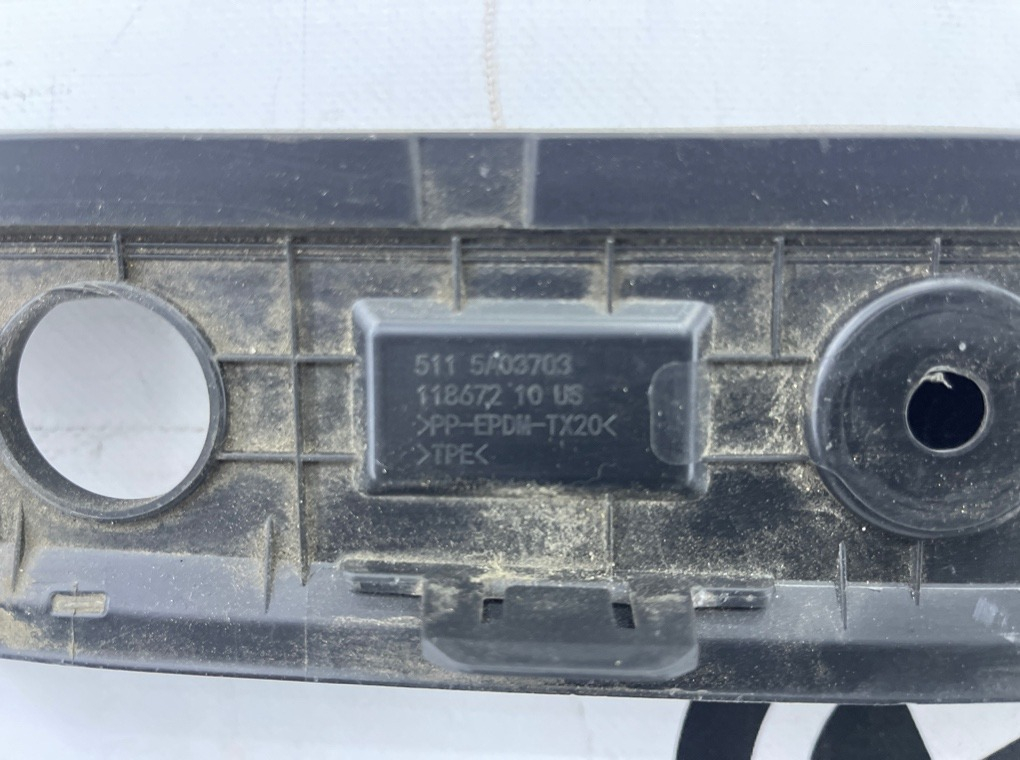 511 5A03703
118672 10 US
>PP-EPDM-TX20<
>TPE<